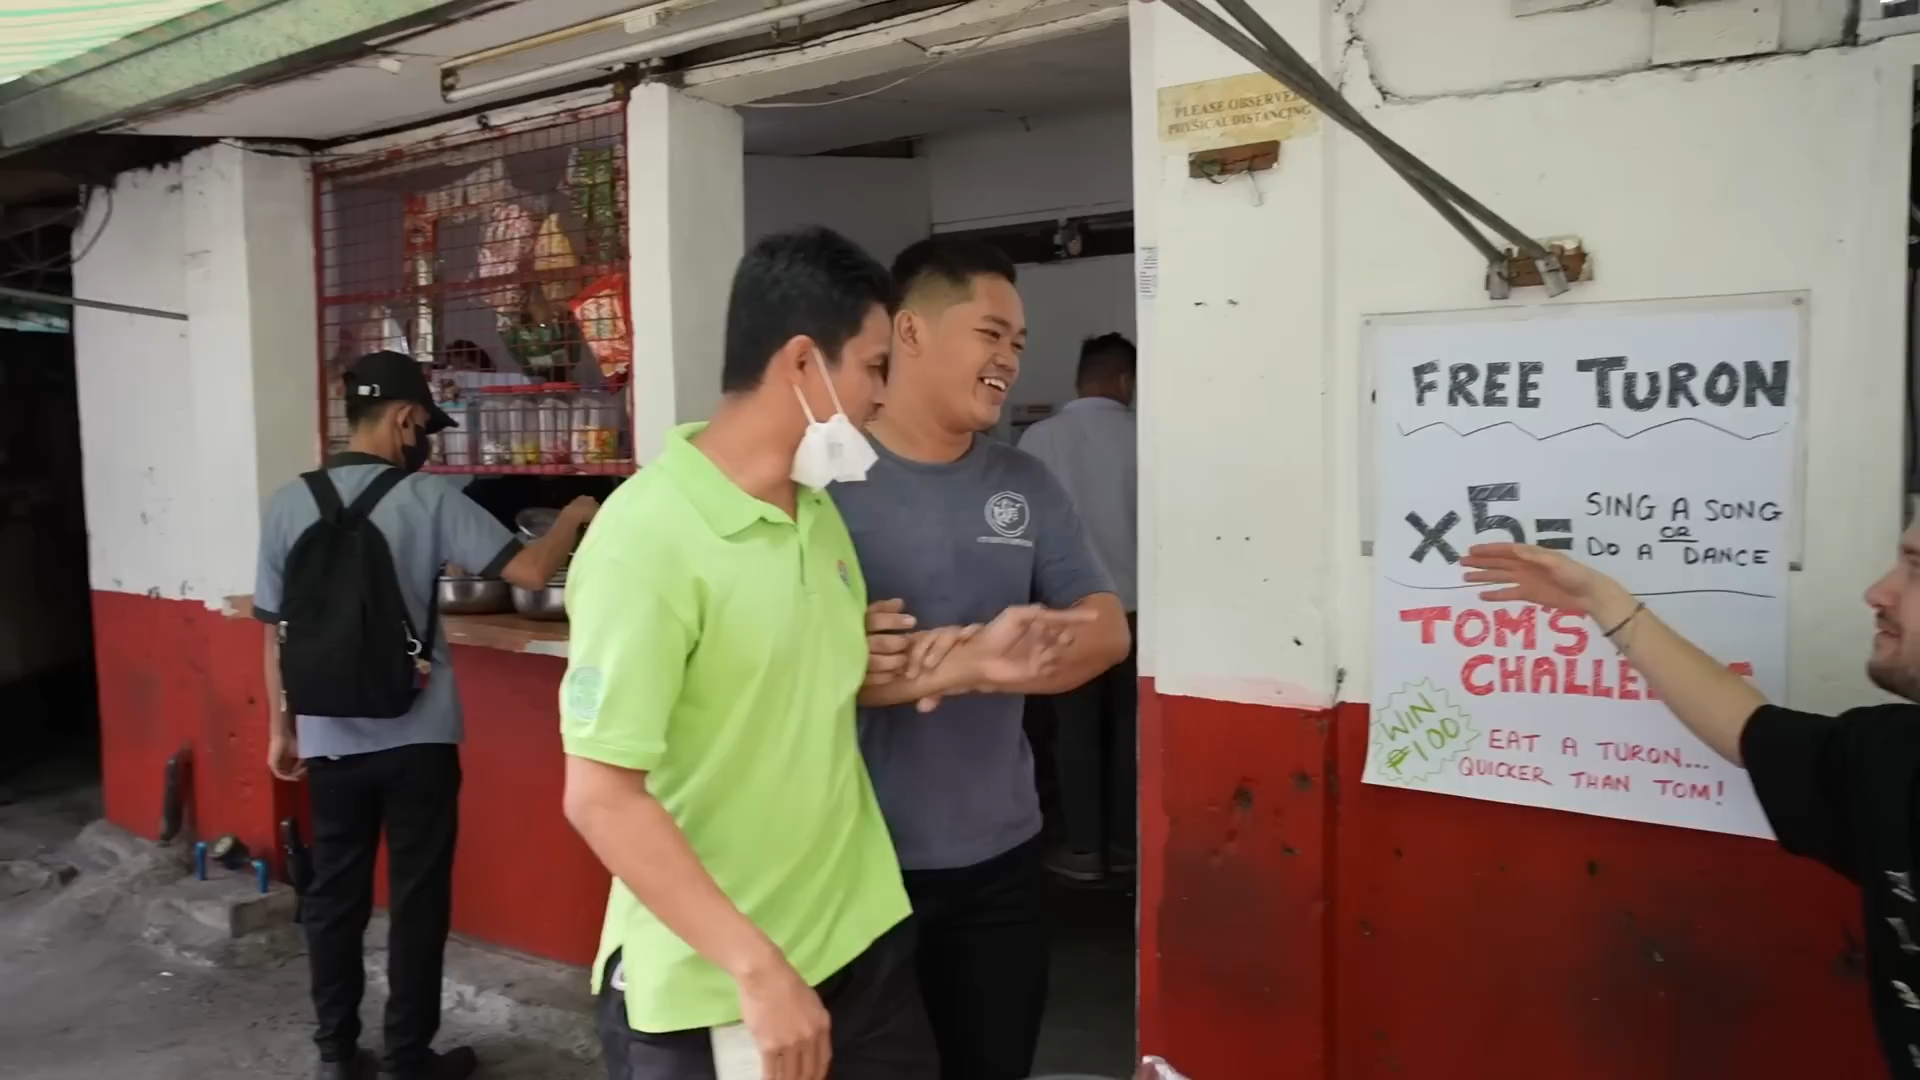 PLEASE OBSERVE
PHYSICAL DISTANCING
FREE TURON
x5= SING A SONG
OR
DO A DANCE
TOM'S
WIN
₱100
EAT A TURON...
QUICKER THAN TOM!